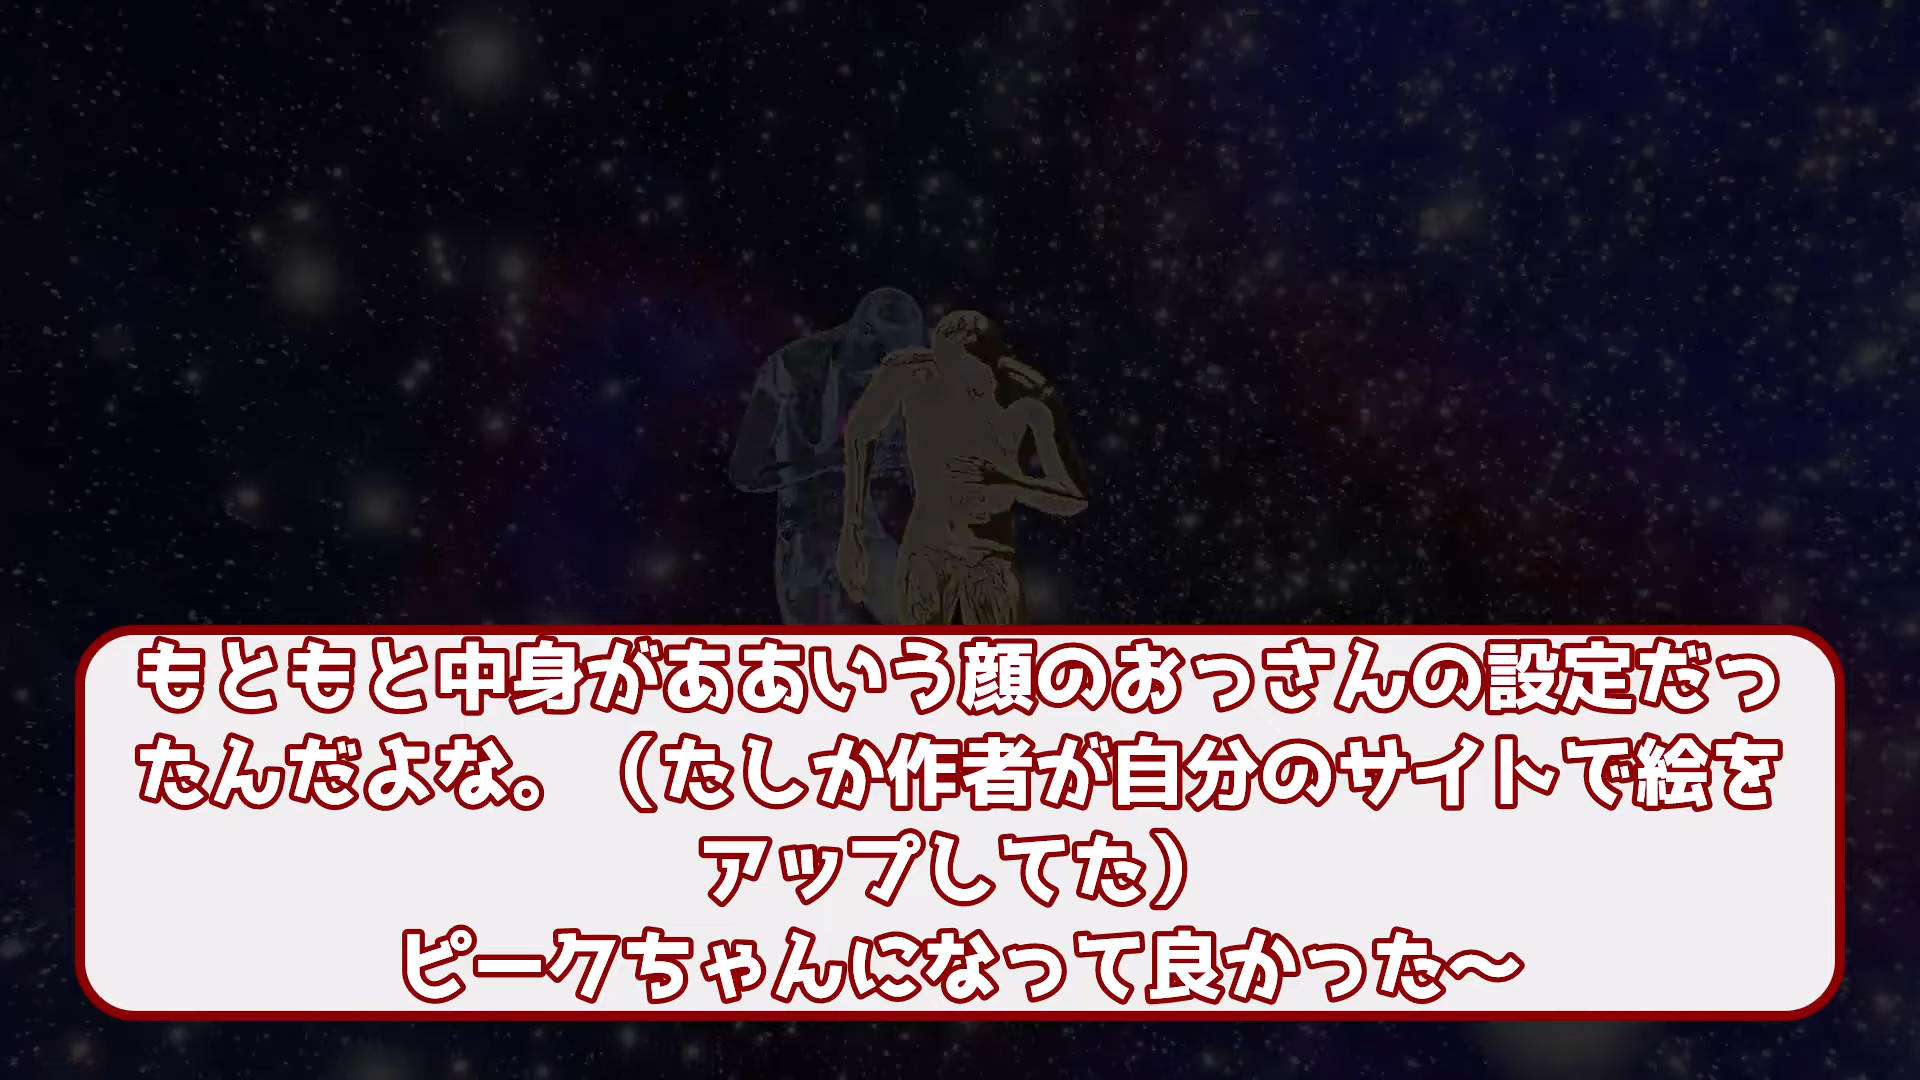 もともと中身がああいう顔のおっさんの設定だっ
たんだよな。（たしか作者が自分のサイトで絵を
アップしてた）
ピークちゃんになって良かった～